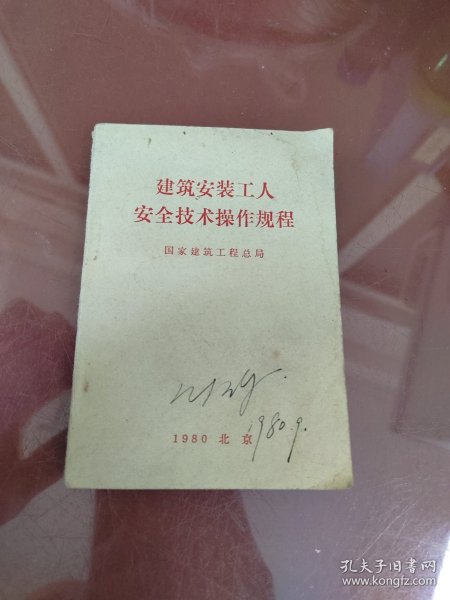 建筑安装工人
安全技术操作规程
国家建筑工程总局
1980.9.
1980 北京
孔夫子旧书网
www.kongfz.com